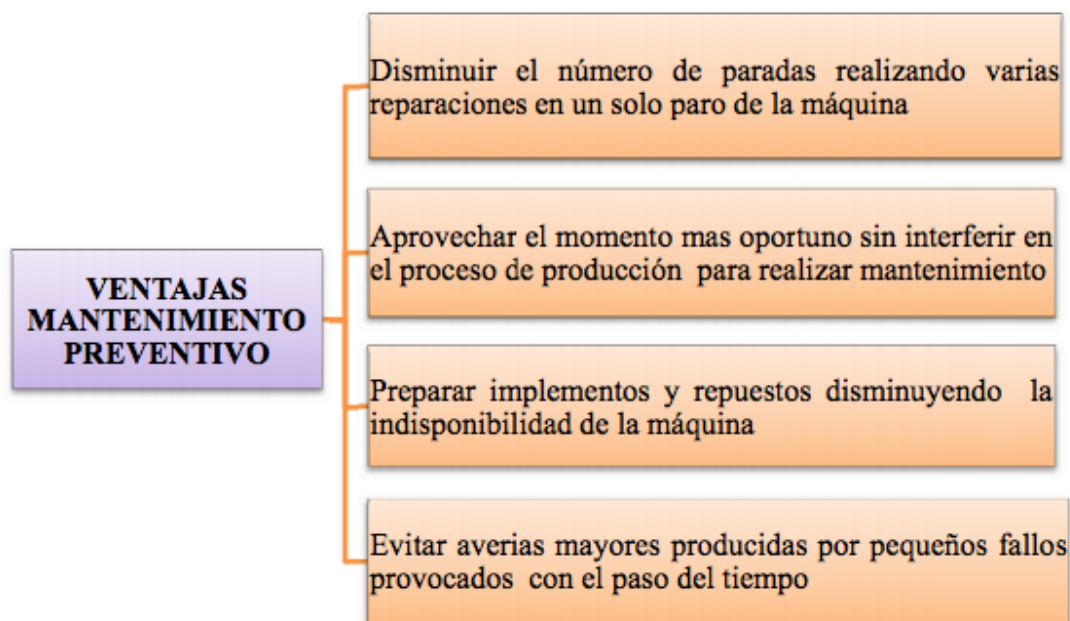 Disminuir el número de paradas realizando varias
reparaciones en un solo paro de la máquina
Aprovechar el momento mas oportuno sin interferir en
el proceso de producción para realizar mantenimiento
VENTAJAS
MANTENIMIENTO
PREVENTIVO
Preparar implementos y repuestos disminuyendo la
indisponibilidad de la máquina
Evitar averias mayores producidas por pequeños fallos
provocados con el paso del tiempo